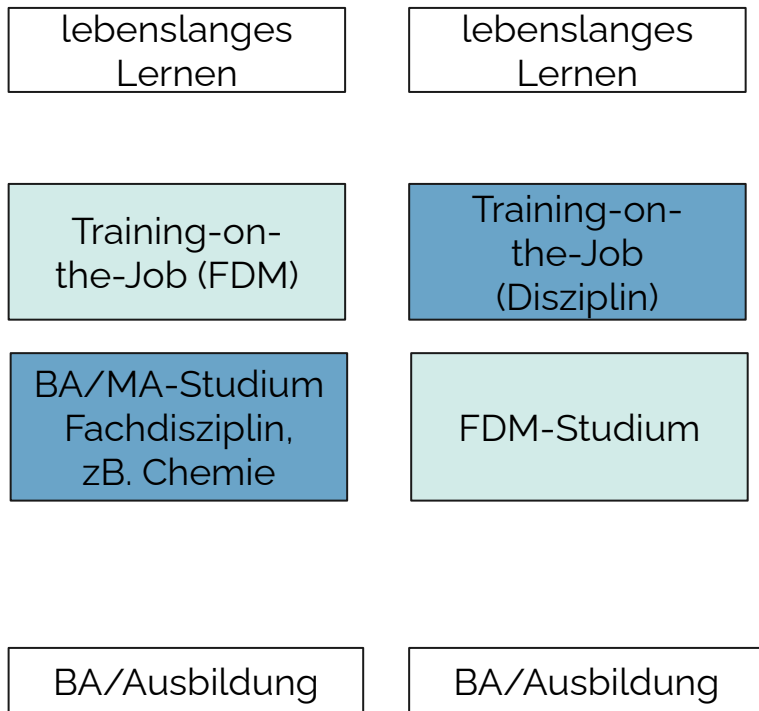 lebenslanges
Lernen
lebenslanges
Lernen
Training-on-
the-Job (FDM)
Training-on-
the-Job
(Disziplin)
BA/MA-Studium
Fachdisziplin,
zB. Chemie
FDM-Studium
BA/Ausbildung
BA/Ausbildung